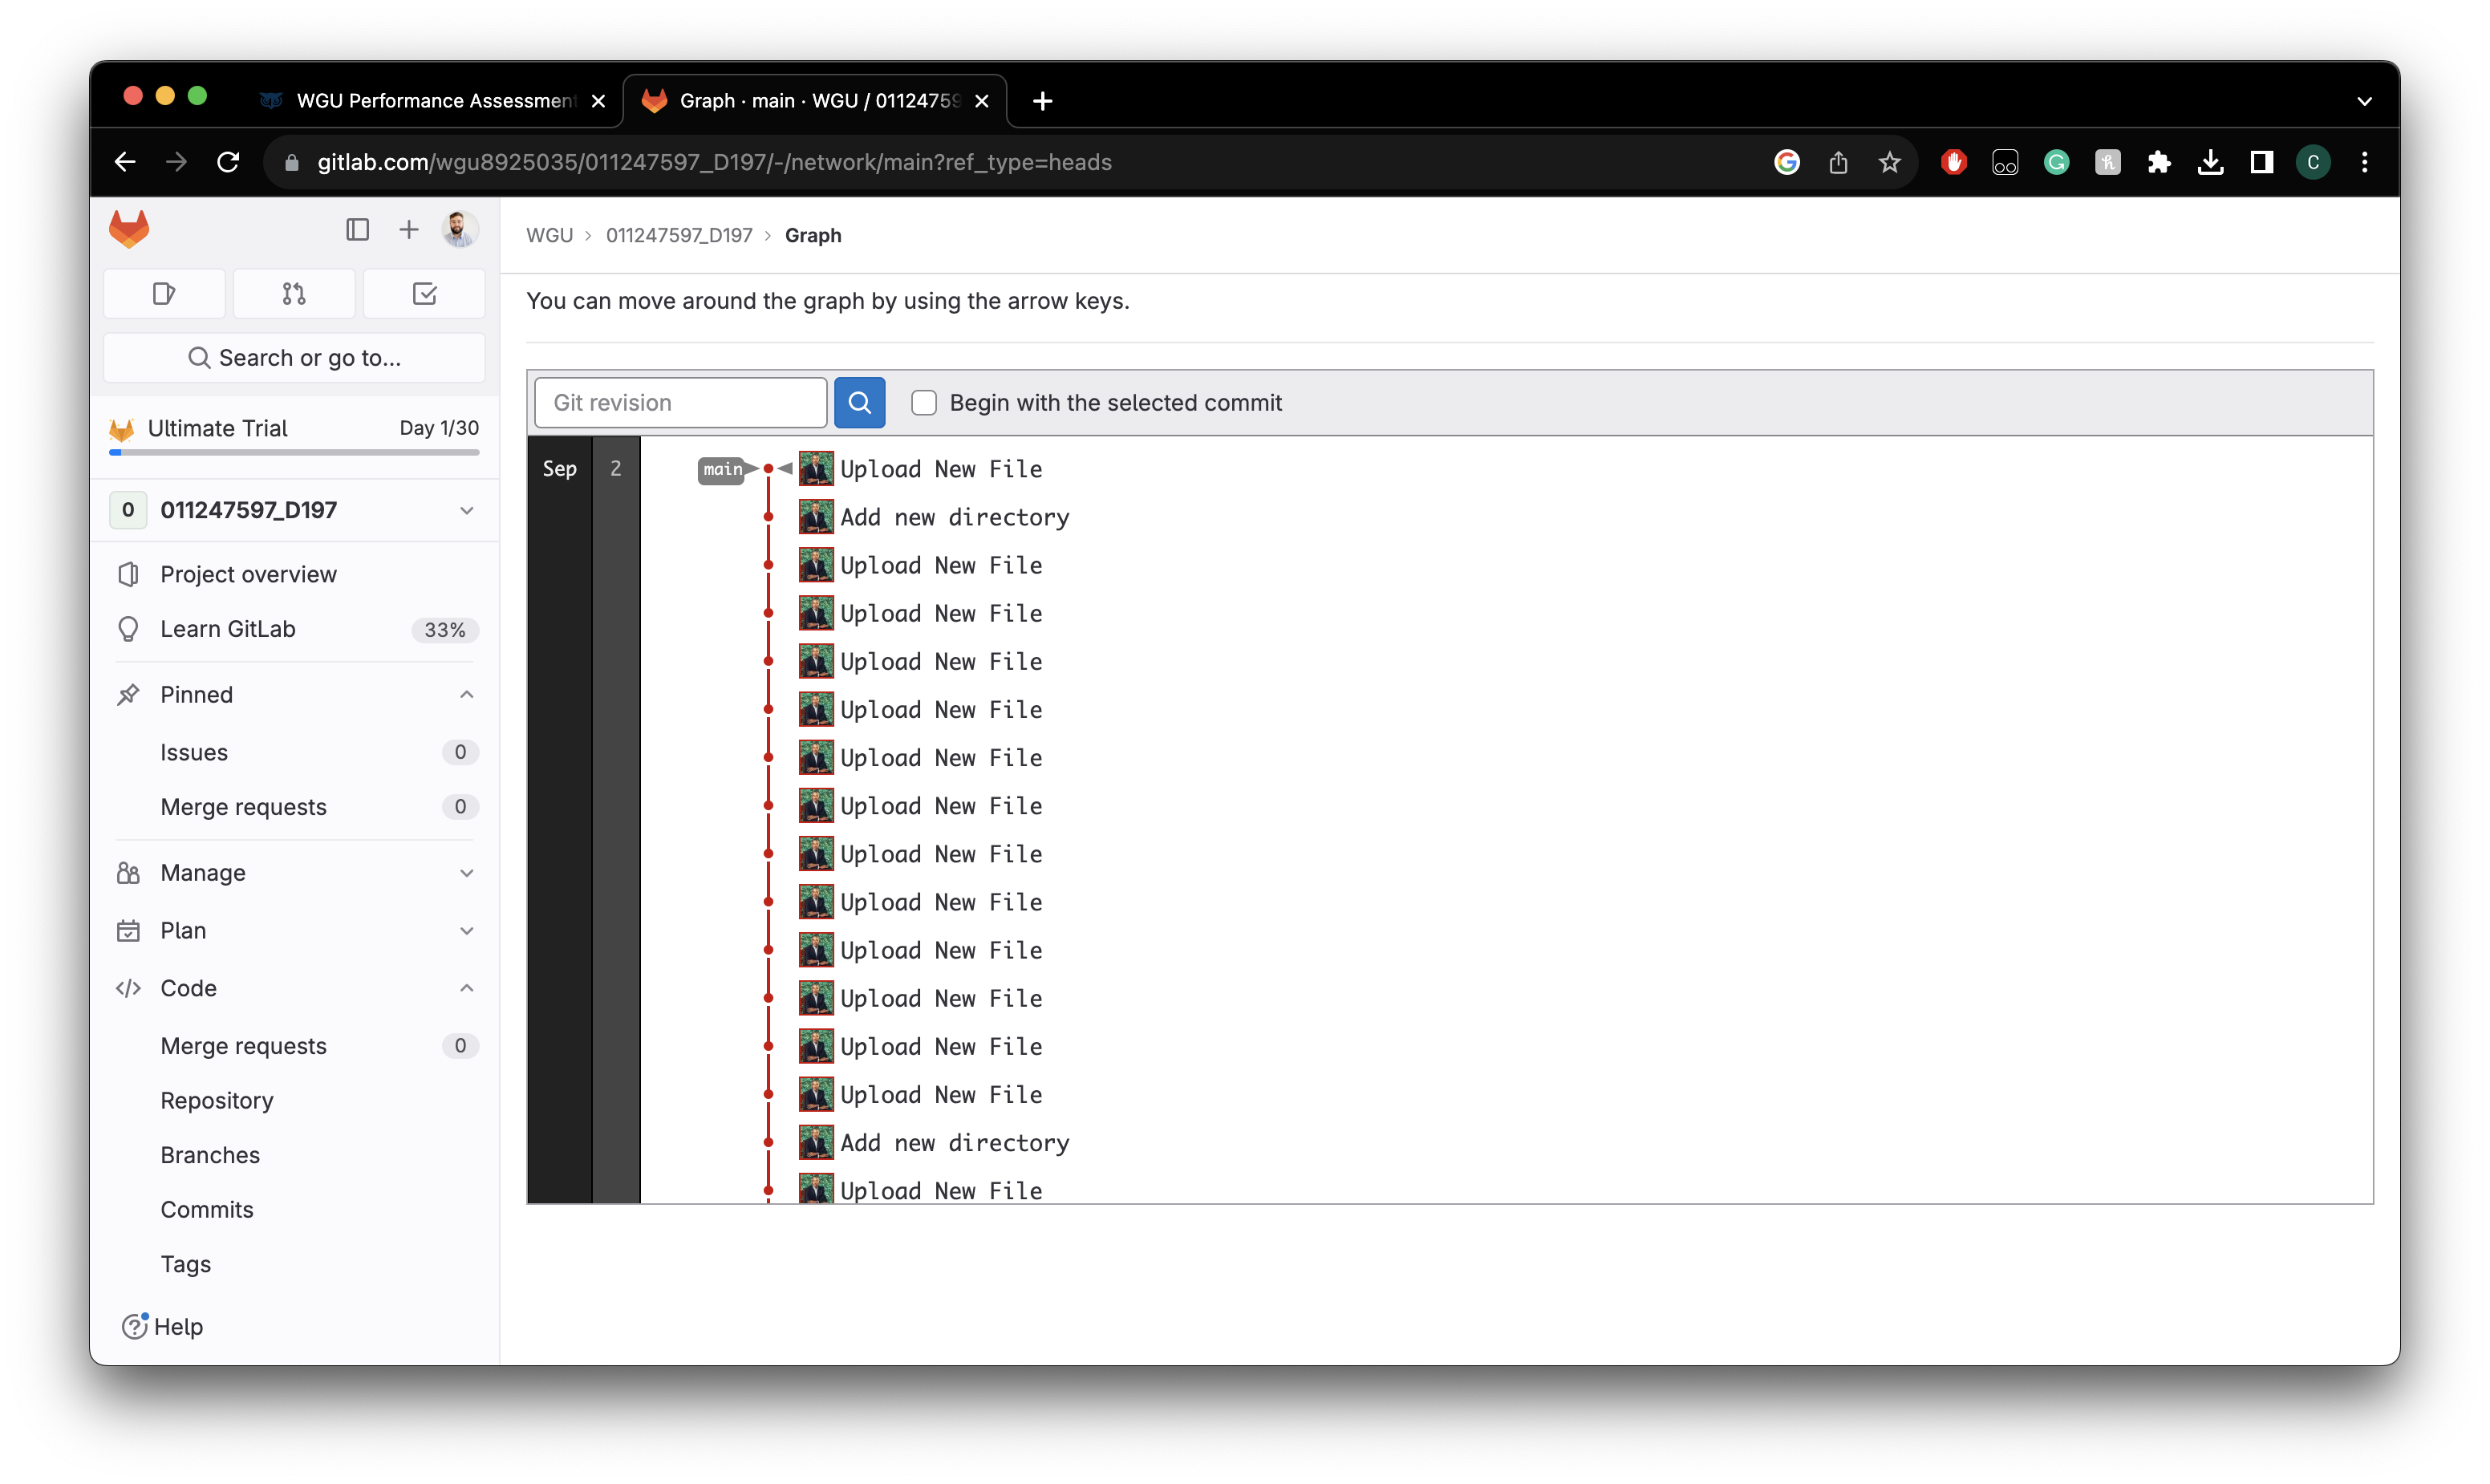 WGU Performance Assessment
Graph · main · WGU / 01124759
gitlab.com/wgu8925035/011247597_D197/-/network/main?ref_type=heads
C
Search or go to...
Ultimate Trial Day 1/30
0 011247597_D197
Project overview
Learn GitLab 33%
Pinned
Issues 0
Merge requests 0
Manage
Plan
Code
Merge requests 0
Repository
Branches
Commits
Tags
Help
WGU › 011247597_D197 › Graph
You can move around the graph by using the arrow keys.
Git revision
Begin with the selected commit
Sep 2 main Upload New File
Add new directory
Upload New File
Upload New File
Upload New File
Upload New File
Upload New File
Upload New File
Upload New File
Upload New File
Upload New File
Upload New File
Upload New File
Upload New File
Add new directory
Upload New File